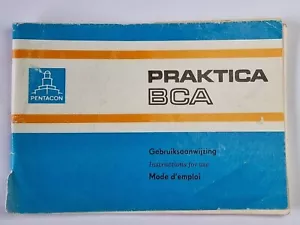 PENTACON
PRAKTICA
BCA
Gebruiksaanwijzing
Instructions for use
Mode d'emploi